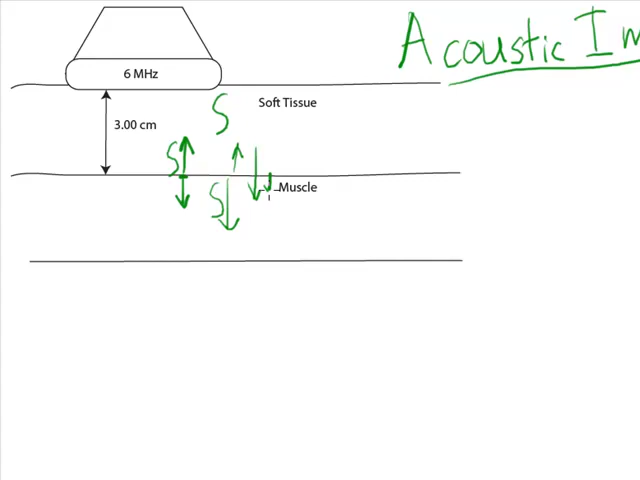 Acoustic Im
6 MHz
Soft Tissue
S
3.00 cm
S
S
Muscle